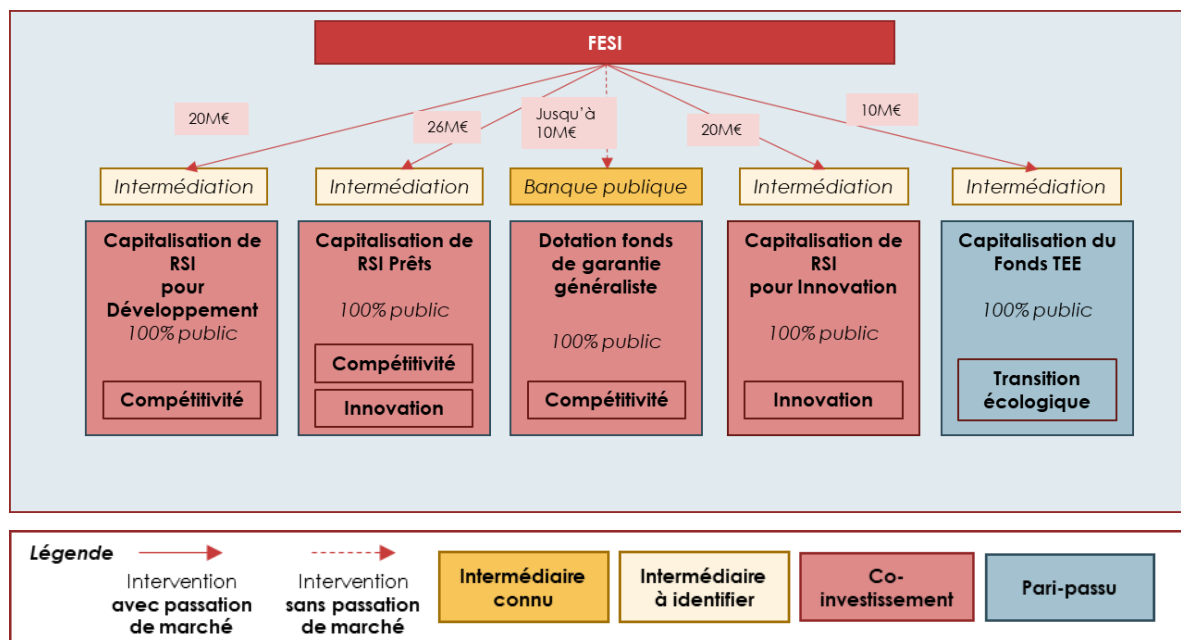 FESI
20M€
26M€
Jusqu'à
10M€
20M€
10M€
Intermédiation
Intermédiation
Banque publique
Intermédiation
Intermédiation
Capitalisation de
RSI
pour
Développement
100% public
Compétitivité
Capitalisation de
RSI Prêts
100% public
Compétitivité
Innovation
Dotation fonds
de garantie
généraliste
100% public
Compétitivité
Capitalisation de
RSI
pour Innovation
100% public
Innovation
Capitalisation du
Fonds TEE
100% public
Transition
écologique
Légende
Intervention
avec passation
de marché
Intervention
sans passation
de marché
Intermédiaire
connu
Intermédiaire
à identifier
Co-
investissement
Pari-passu